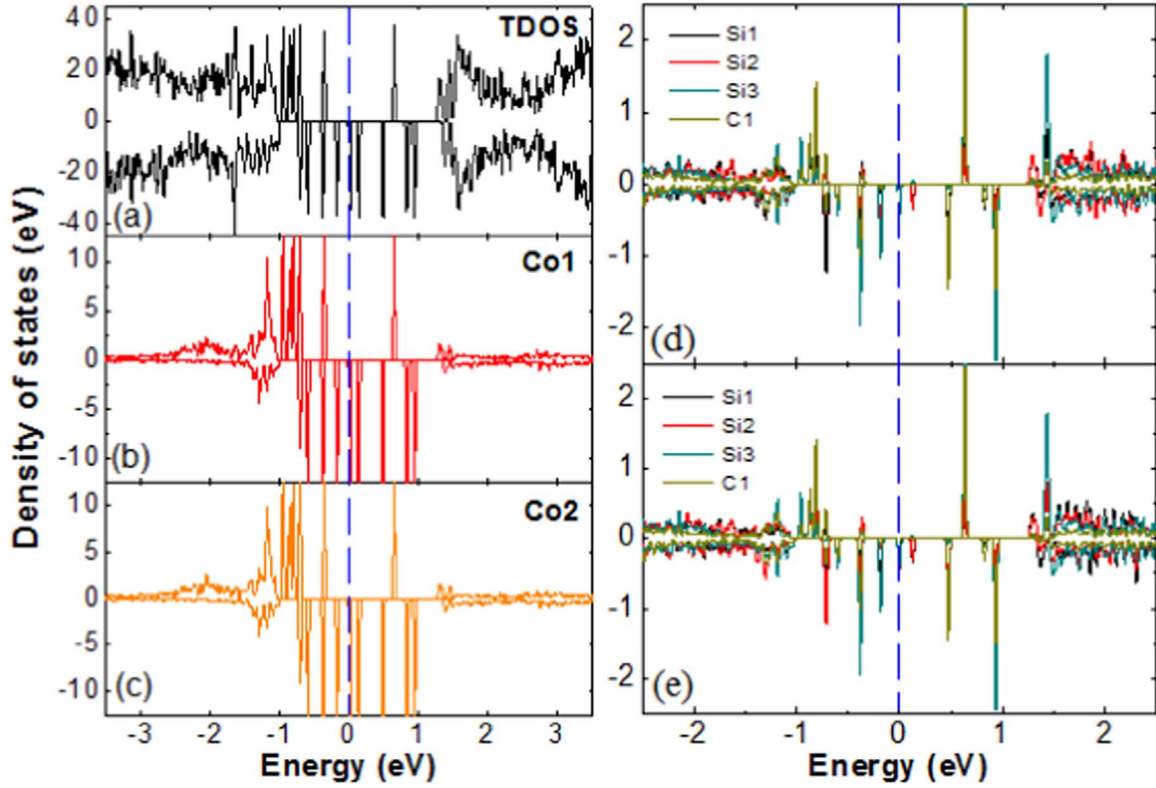 Density of states (eV)
TDOS
40
20
0
-20
-40
(a)
Co1
10
5
0
-5
-10
(b)
Co2
10
5
0
-5
-10
(c)
-3 -2 -1 0 1 2 3
Energy (eV)
Si1
Si2
Si3
C1
2
1
0
-1
-2
(d)
Si1
Si2
Si3
C1
2
1
0
-1
-2
(e)
-2 -1 0 1 2
Energy (eV)